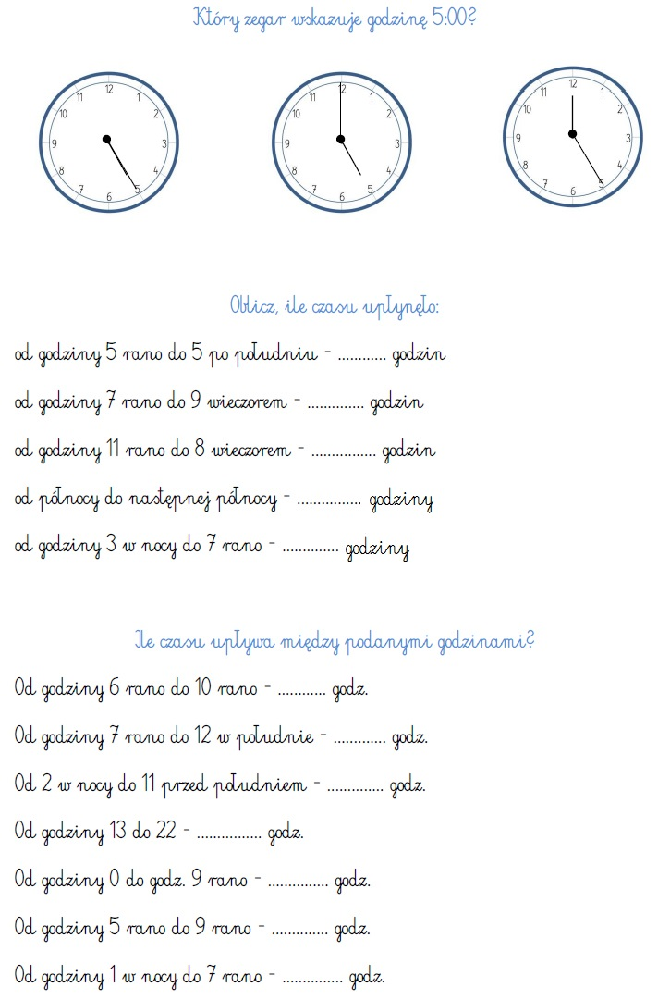 Który zegar wskazuje godzinę 5:00?
12 1 2 3 4 5 6 7 8 9 10 11
12 1 2 3 4 5 6 7 8 9 10 11
12 1 2 3 4 5 6 7 8 9 10 11
Oblicz, ile czasu upłynęło:
od godziny 5 rano do 5 po południu - ............ godzin
od godziny 7 rano do 9 wieczorem - .............. godzin
od godziny 11 rano do 8 wieczorem - ................ godzin
od północy do następnej północy - ................ godziny
od godziny 3 w nocy do 7 rano - .............. godziny
Ile czasu upływa między podanymi godzinami?
Od godziny 6 rano do 10 rano - ............ godz.
Od godziny 7 rano do 12 w południe - ............. godz.
Od 2 w nocy do 11 przed południem - .............. godz.
Od godziny 13 do 22 - ................ godz.
Od godziny 0 do godz. 9 rano - ............... godz.
Od godziny 5 rano do 9 rano - .............. godz.
Od godziny 1 w nocy do 7 rano - ............... godz.